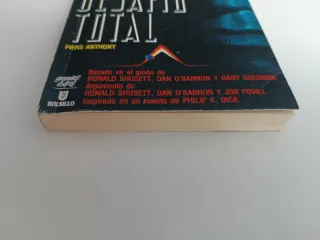 DESAFIO
TOTAL
PIERS ANTHONY
Basado en el guión de
RONALD SHUSETT, DAN O'BANNON Y GARY GOLDMAN
Argumento de
RONALD SHUSETT, DAN O'BANNON Y JON POVILL
Inspirado en un cuento de PHILIP K. DICK.
BOLSILLO